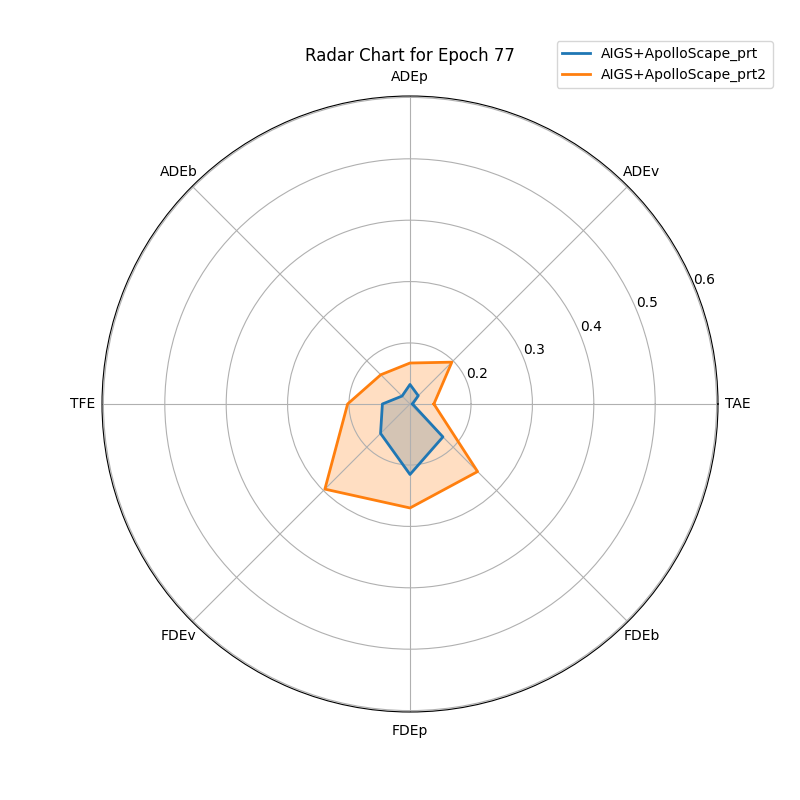 Radar Chart for Epoch 77
AIGS+ApolloScape_prt
AIGS+ApolloScape_prt2
ADEp
ADEb
ADEv
0.6
0.5
0.4
0.3
0.2
TFE
TAE
FDEv
FDEb
FDEp